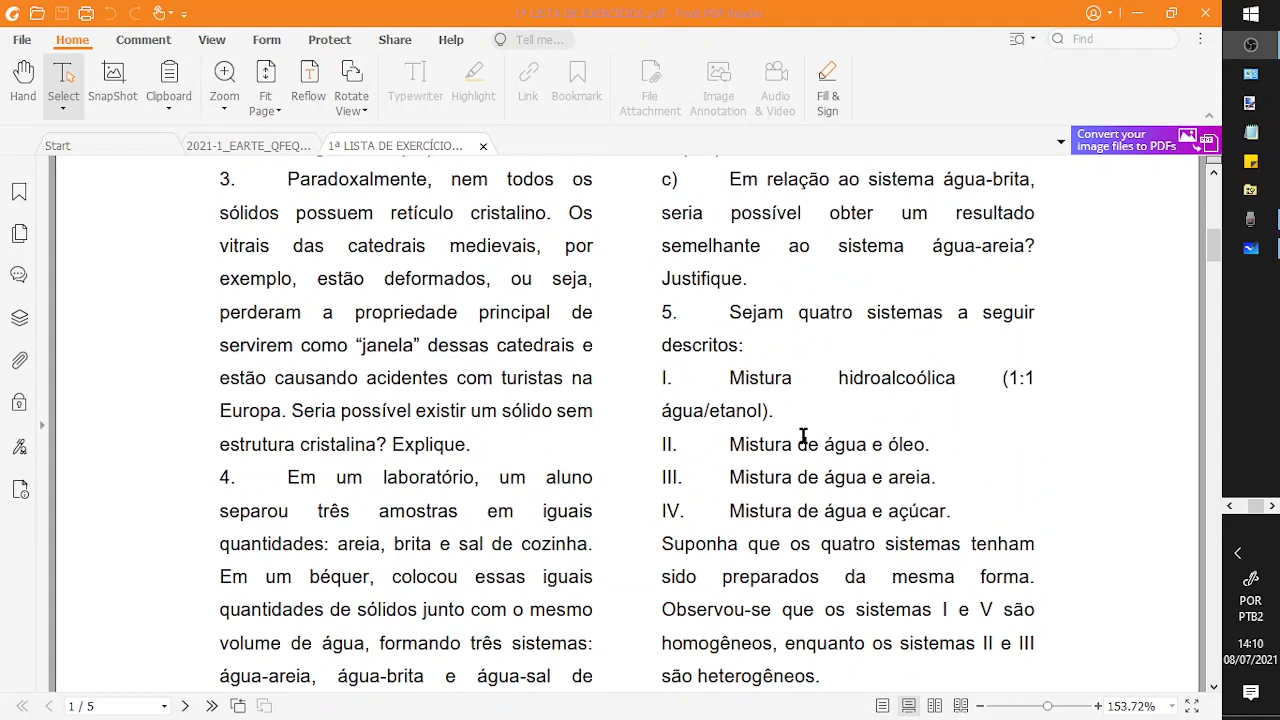 1ª LISTA DE EXERCÍCIOS.pdf - Foxit PDF Reader
File Home Comment View Form Protect Share Help Tell me... Find
Hand Select SnapShot Clipboard Zoom Fit Page Reflow Rotate View Typewriter Highlight Link Bookmark File Attachment Image Annotation Audio & Video Fill & Sign
Start 2021-1_EARTE_QFEQ... 1ª LISTA DE EXERCÍCIO...
Convert your
image files to PDFs
3. Paradoxalmente, nem todos os
sólidos possuem retículo cristalino. Os
vitrais das catedrais medievais, por
exemplo, estão deformados, ou seja,
perderam a propriedade principal de
servirem como “janela” dessas catedrais e
estão causando acidentes com turistas na
Europa. Seria possível existir um sólido sem
estrutura cristalina? Explique.
4. Em um laboratório, um aluno
separou três amostras em iguais
quantidades: areia, brita e sal de cozinha.
Em um béquer, colocou essas iguais
quantidades de sólidos junto com o mesmo
volume de água, formando três sistemas:
água-areia, água-brita e água-sal de
c) Em relação ao sistema água-brita,
seria possível obter um resultado
semelhante ao sistema água-areia?
Justifique.
5. Sejam quatro sistemas a seguir
descritos:
I. Mistura hidroalcoólica (1:1
água/etanol).
II. Mistura de água e óleo.
III. Mistura de água e areia.
IV. Mistura de água e açúcar.
Suponha que os quatro sistemas tenham
sido preparados da mesma forma.
Observou-se que os sistemas I e V são
homogêneos, enquanto os sistemas II e III
são heterogêneos.
1 / 5
153.72%
POR
PTB2
14:10
08/07/2021